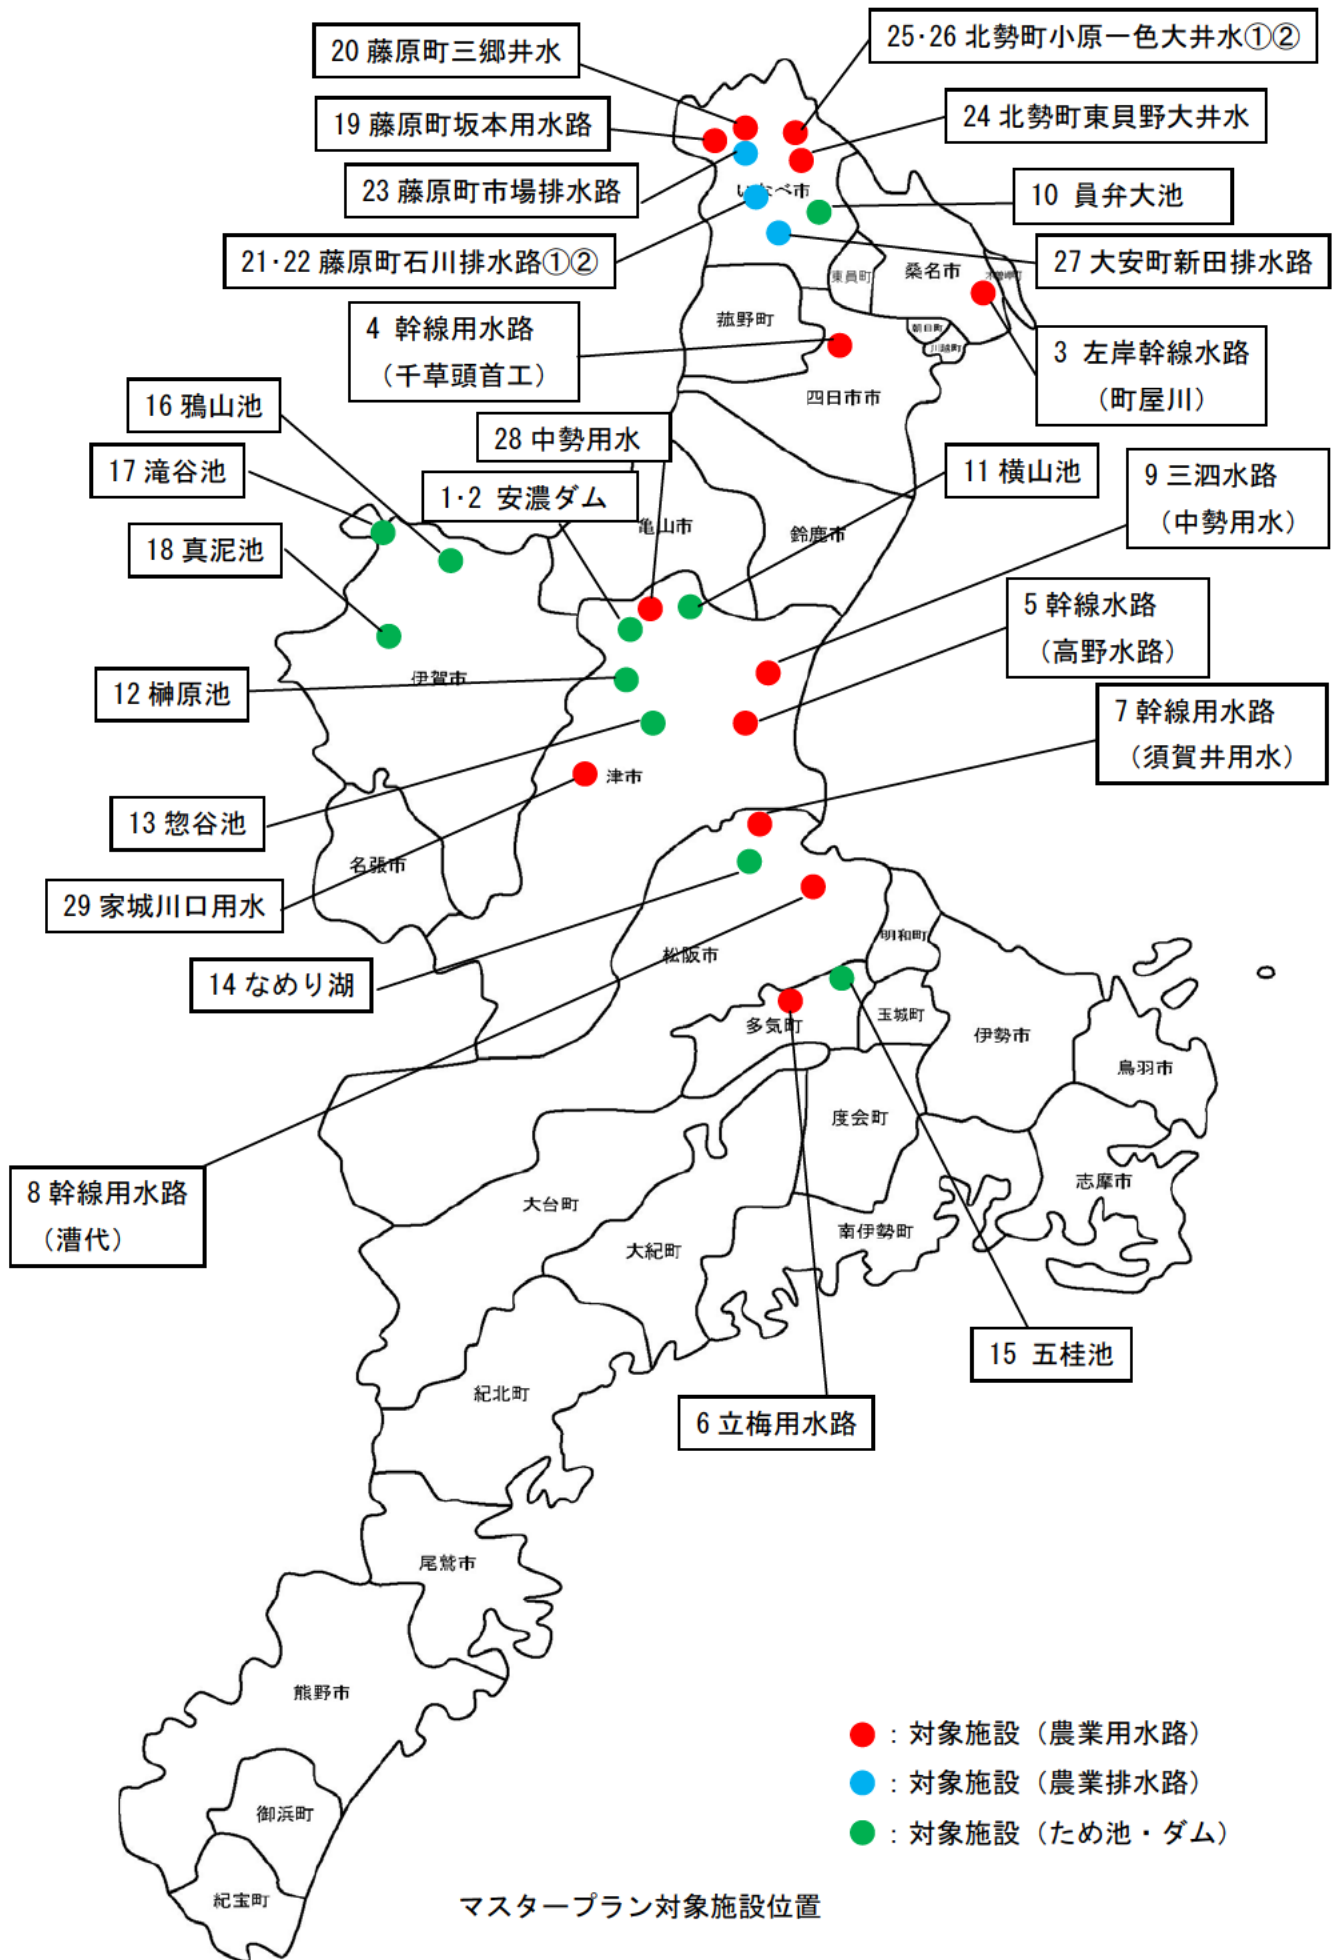 20 藤原町三郷井水
25・26 北勢町小原一色大井水①②
19 藤原町坂本用水路
24 北勢町東貝野大井水
23 藤原町市場排水路
いなべ市
10 員弁大池
21・22 藤原町石川排水路①②
27 大安町新田排水路
東員町
桑名市
木曽岬町
4 幹線用水路
(千草頭首工)
菰野町
朝日町
川越町
3 左岸幹線水路
(町屋川)
四日市市
16 鴉山池
28 中勢用水
17 滝谷池
1・2 安濃ダム
11 横山池
9 三泗水路
(中勢用水)
亀山市
鈴鹿市
18 真泥池
5 幹線水路
(高野水路)
12 榊原池
伊賀市
7 幹線用水路
(須賀井用水)
津市
13 惣谷池
名張市
29 家城川口用水
14 なめり湖
松阪市
明和町
多気町
玉城町
伊勢市
鳥羽市
度会町
8 幹線用水路
(漕代)
大台町
大紀町
南伊勢町
志摩市
15 五桂池
紀北町
6 立梅用水路
尾鷲市
熊野市
御浜町
紀宝町
:対象施設(農業用水路)
:対象施設(農業排水路)
:対象施設(ため池・ダム)
マスタープラン対象施設位置